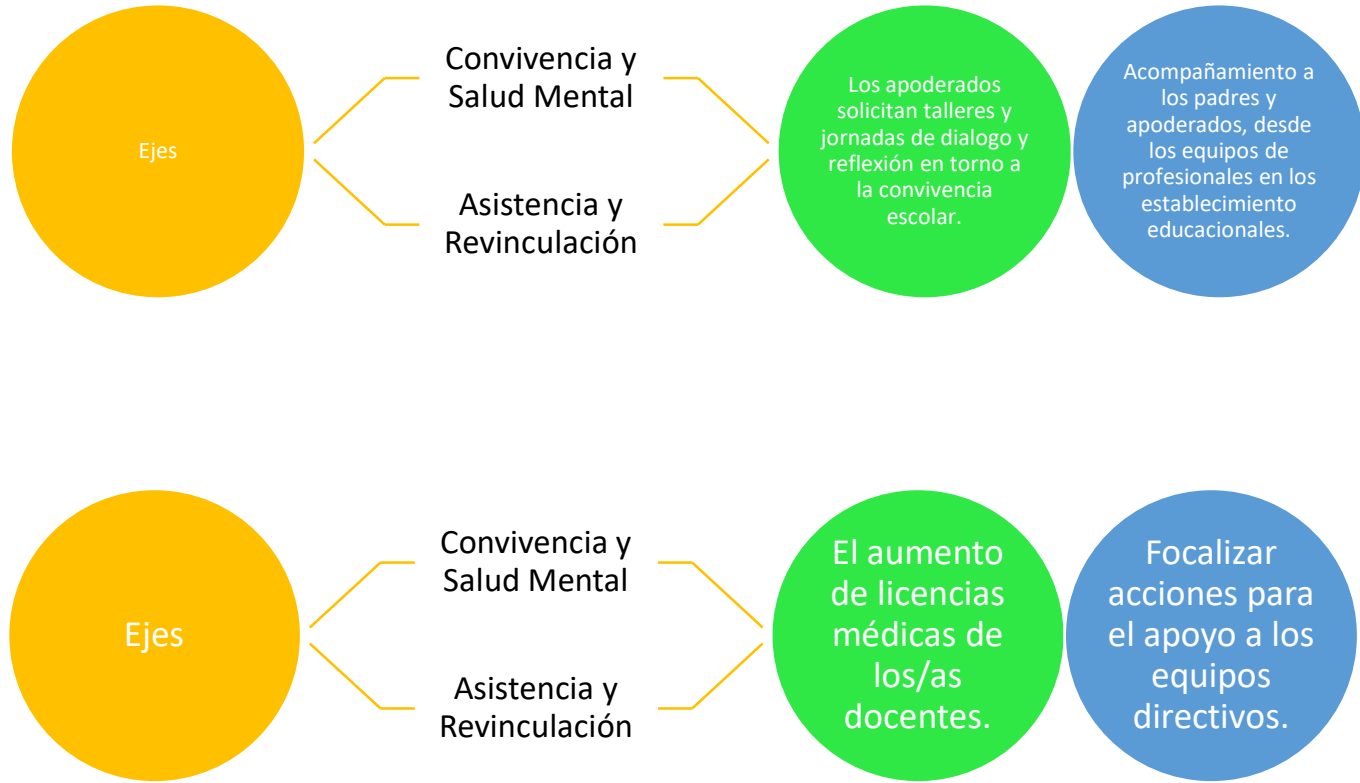 Ejes
Convivencia y
Salud Mental
Asistencia y
Revinculación
Los apoderados
solicitan talleres y
jornadas de dialogo y
reflexión en torno a
la convivencia
escolar.
Acompañamiento a
los padres y
apoderados, desde
los equipos de
profesionales en los
establecimiento
educacionales.
Ejes
Convivencia y
Salud Mental
Asistencia y
Revinculación
El aumento
de licencias
médicas de
los/as
docentes.
Focalizar
acciones para
el apoyo a los
equipos
directivos.